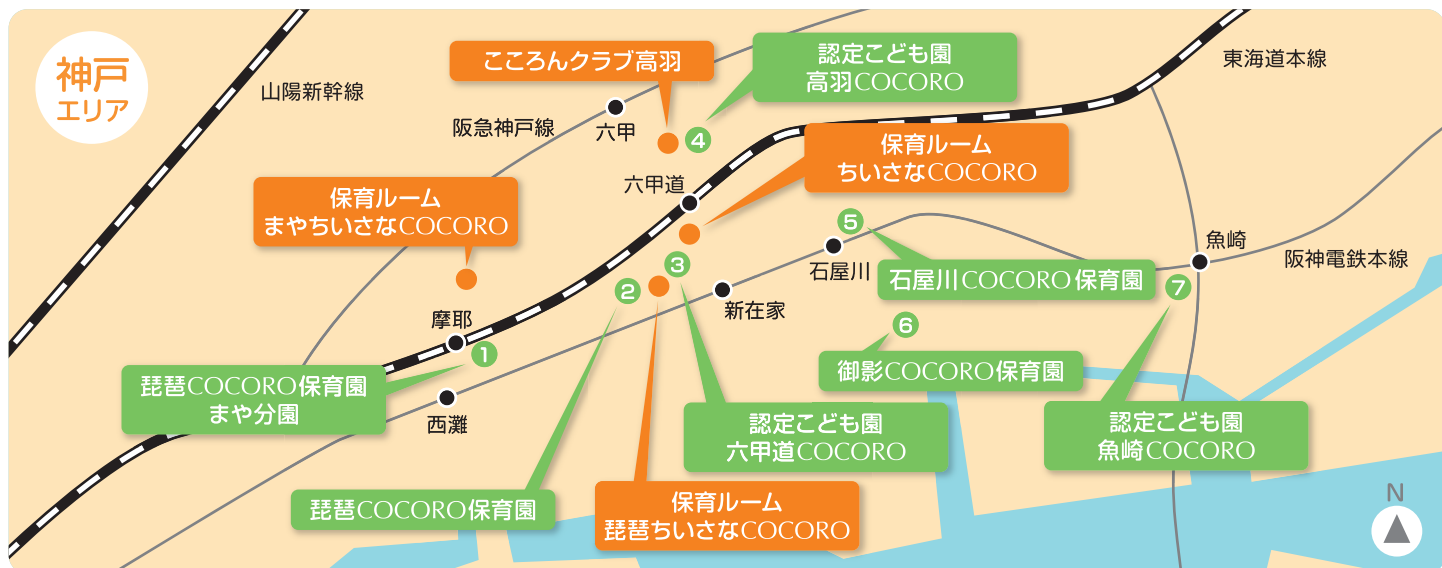 神戸
エリア
山陽新幹線
阪急神戸線
六甲
こころんクラブ高羽
認定こども園
高羽COCORO
4
東海道本線
保育ルーム
ちいさなCOCORO
六甲道
保育ルーム
まやちいさなCOCORO
5
石屋川
石屋川COCORO保育園
魚崎
阪神電鉄本線
3
2
7
新在家
6
摩耶
1
御影COCORO保育園
琵琶COCORO保育園
まや分園
西灘
認定こども園
六甲道COCORO
認定こども園
魚崎COCORO
琵琶COCORO保育園
保育ルーム
琵琶ちいさなCOCORO
N